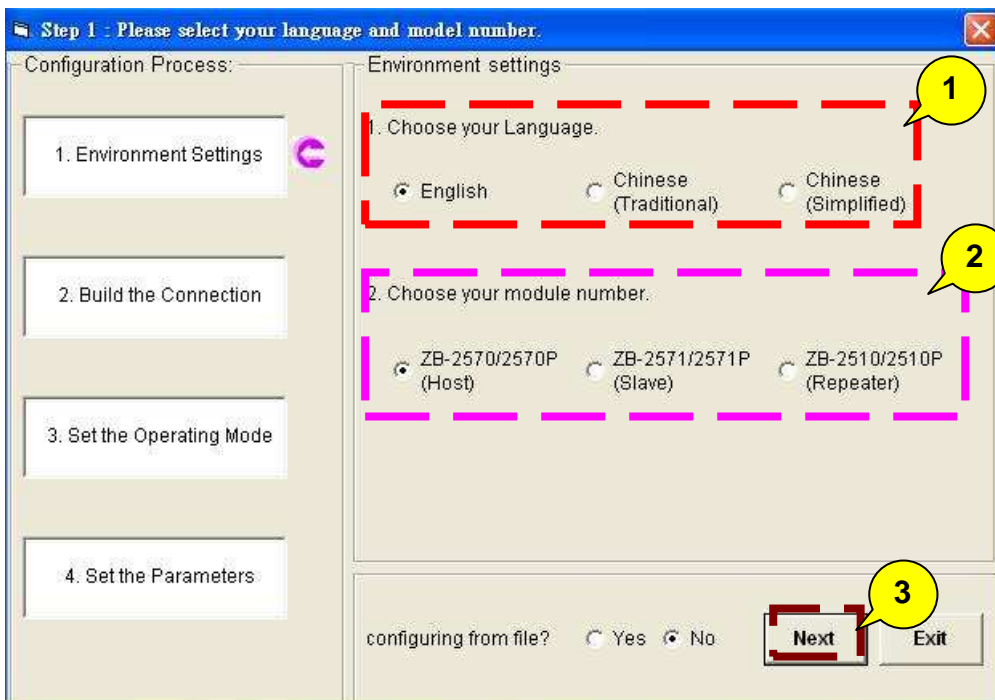 Step 1 : Please select your language and model number.
Configuration Process:
1. Environment Settings
2. Build the Connection
3. Set the Operating Mode
4. Set the Parameters
Environment settings
1
1. Choose your Language.
English
Chinese
(Traditional)
Chinese
(Simplified)
2
2. Choose your module number.
ZB-2570/2570P
(Host)
ZB-2571/2571P
(Slave)
ZB-2510/2510P
(Repeater)
3
configuring from file? Yes No Next Exit